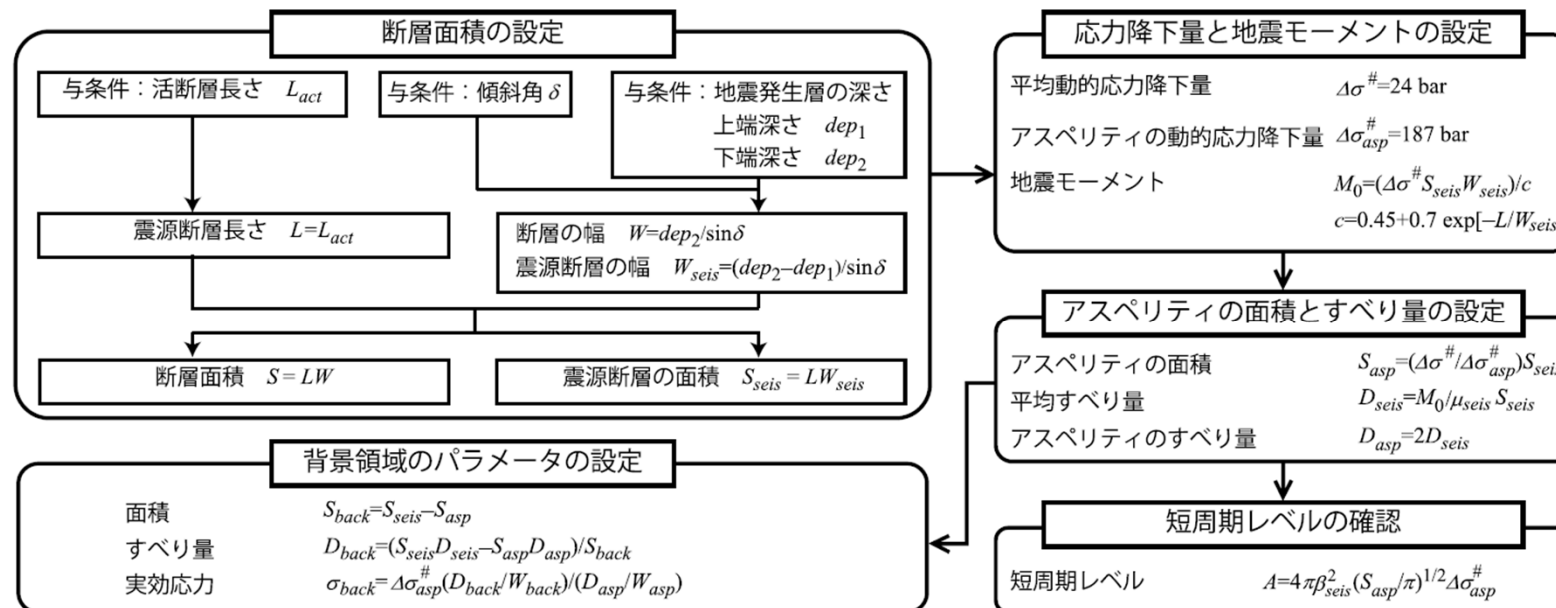 断層面積の設定
与条件：活断層長さ L_act
与条件：傾斜角 δ
与条件：地震発生層の深さ
上端深さ dep_1
下端深さ dep_2
震源断層長さ L=L_act
断層の幅 W=dep_2/sinδ
震源断層の幅 W_seis=(dep_2–dep_1)/sinδ
断層面積 S = LW
震源断層の面積 S_seis = LW_seis
応力降下量と地震モーメントの設定
平均動的応力降下量 Δσ^#=24 bar
アスペリティの動的応力降下量 Δσ_asp^#=187 bar
地震モーメント M_0=(Δσ^# S_seis W_seis)/c
c=0.45+0.7 exp[–L/W_seis
アスペリティの面積とすべり量の設定
アスペリティの面積 S_asp=(Δσ^#/Δσ_asp^#)S_seis
平均すべり量 D_seis=M_0/μ_seis S_seis
アスペリティのすべり量 D_asp=2D_seis
背景領域のパラメータの設定
面積 S_back=S_seis–S_asp
すべり量 D_back=(S_seis D_seis–S_asp D_asp)/S_back
実効応力 σ_back=Δσ_asp^#(D_back/W_back)/(D_asp/W_asp)
短周期レベルの確認
短周期レベル A=4πβ_seis^2(S_asp/π)^1/2 Δσ_asp^#